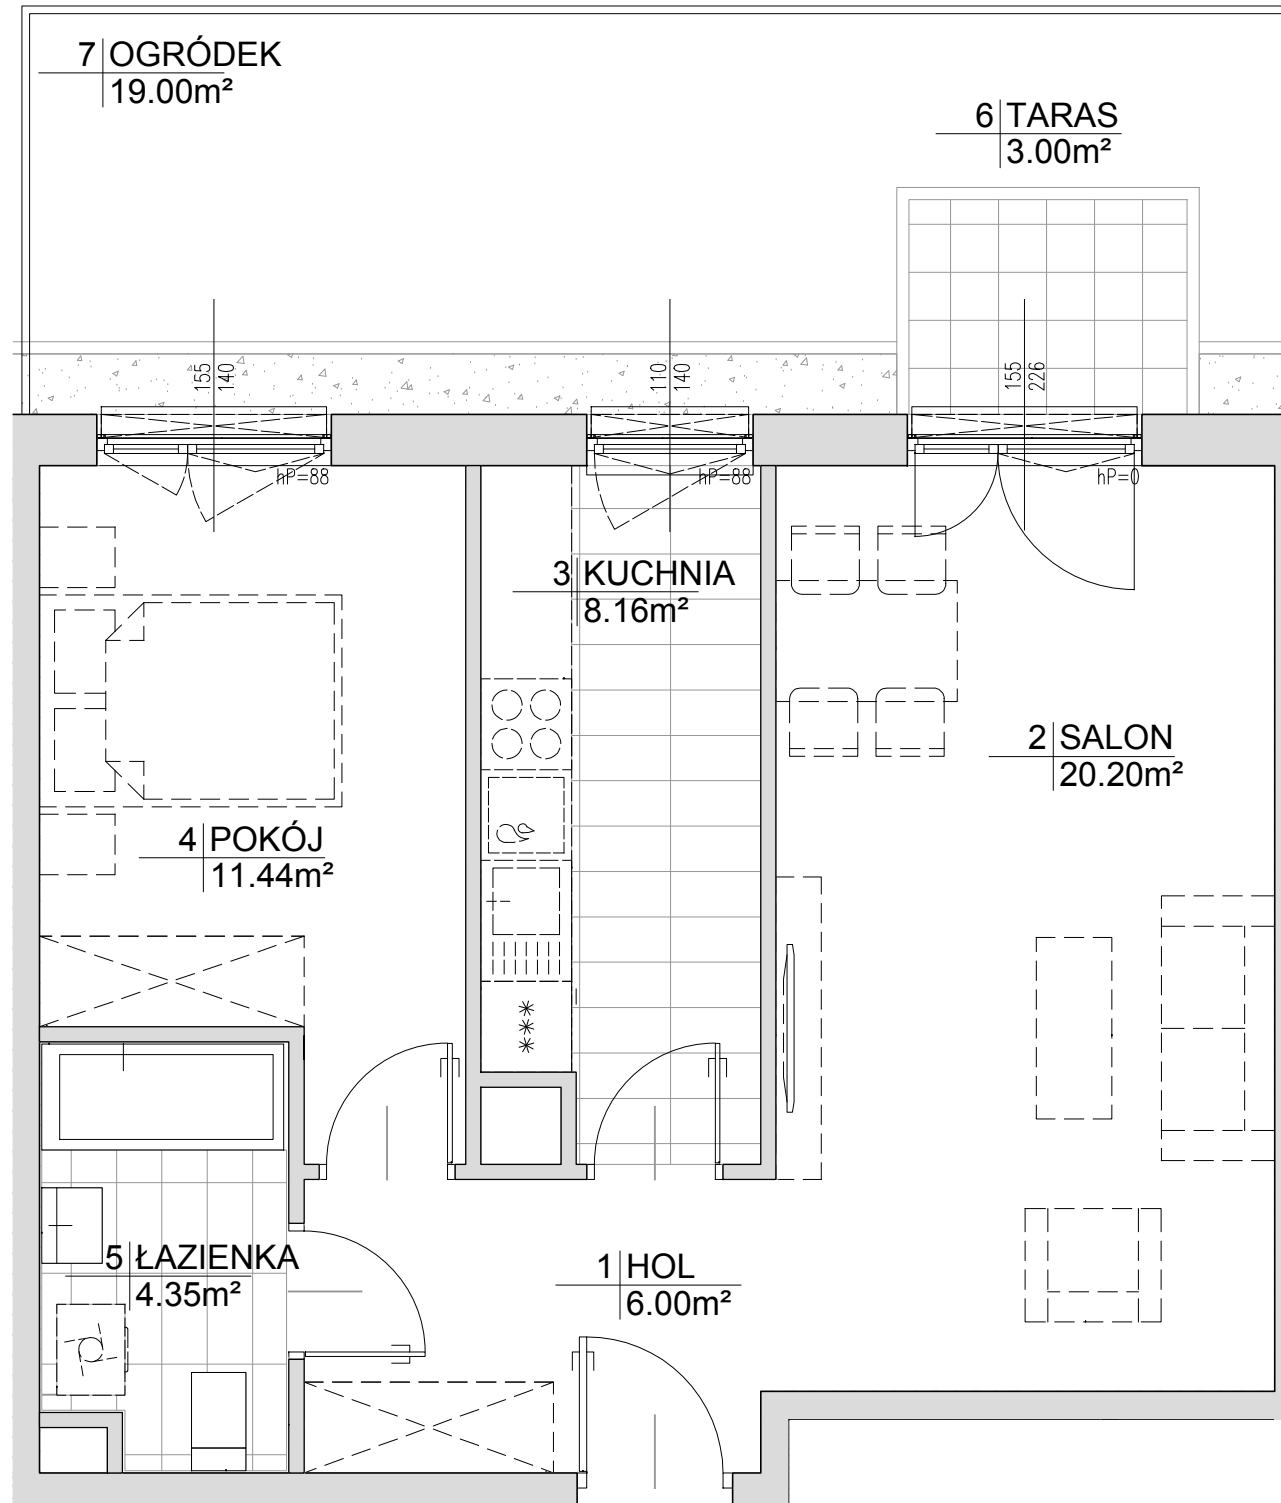 7 OGRÓDEK
19.00m²
6 TARAS
3.00m²
155
140
110
140
155
226
hP=88
hP=88
hP=0
3 KUCHNIA
8.16m²
2 SALON
20.20m²
4 POKÓJ
11.44m²
5 ŁAZIENKA
4.35m²
1 HOL
6.00m²